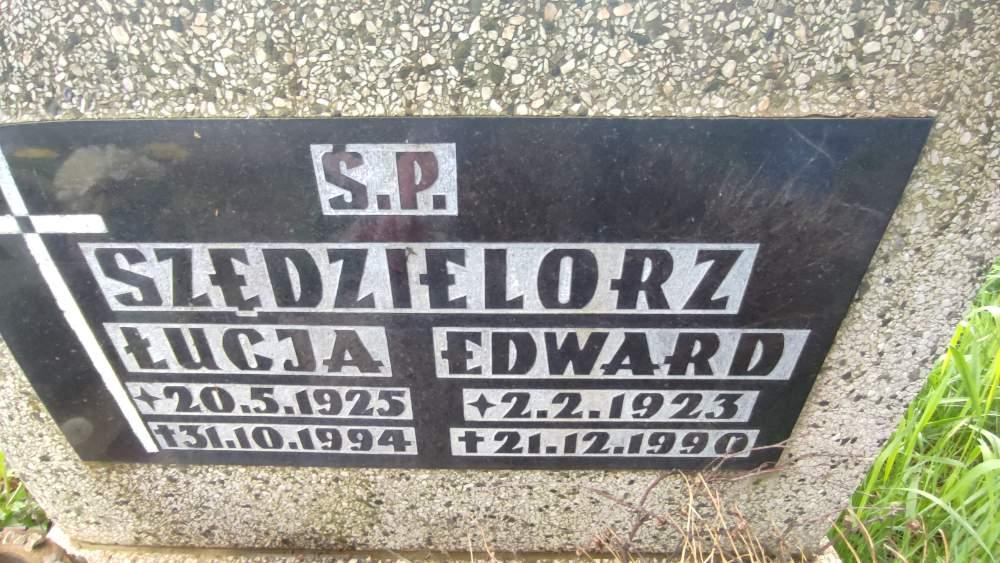 S.P.
SZĘDZIELORZ
ŁUCJA EDWARD
20.5.1925 2.2.1923
†31.10.1994 †21.12.1990